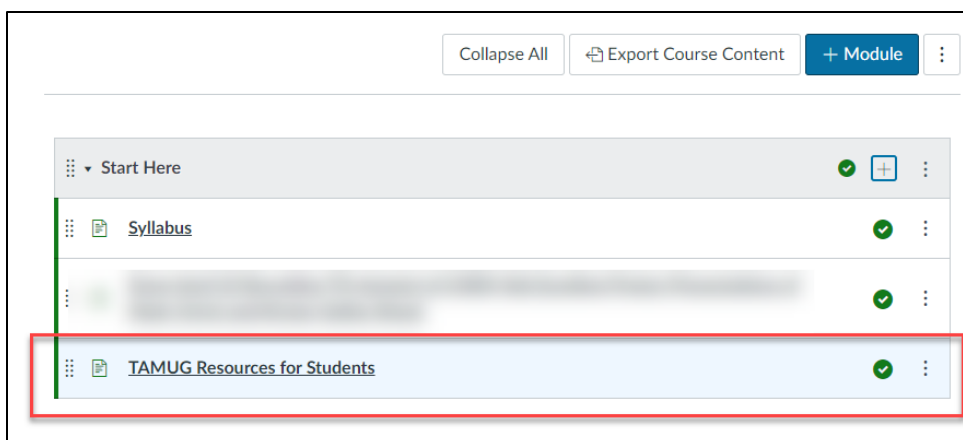 Collapse All Export Course Content + Module
Start Here
Syllabus
TAMUG Resources for Students